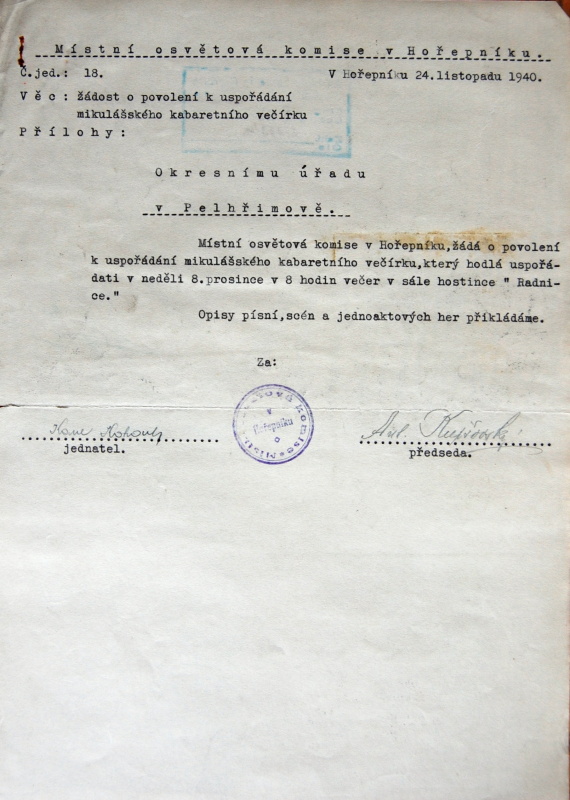 Místní osvětová komise v Hořepníku.
Č.jed.: 18. V Hořepníku 24.listopadu 1940.
Věc: žádost o povolení k uspořádání
mikulášského kabaretního večírku
Přílohy:
Okresnímu úřadu
v Pelhřimově.
Místní osvětová komise v Hořepníku,žádá o povolení
k uspořádání mikulášského kabaretního večírku,který hodlá uspořá-
dati v neděli 8.prosince v 8 hodin večer v sále hostince " Radni-
ce."
Opisy písní,scén a jednoaktových her přikládáme.
Za:
v
Hořepníku
jednatel.
předseda.